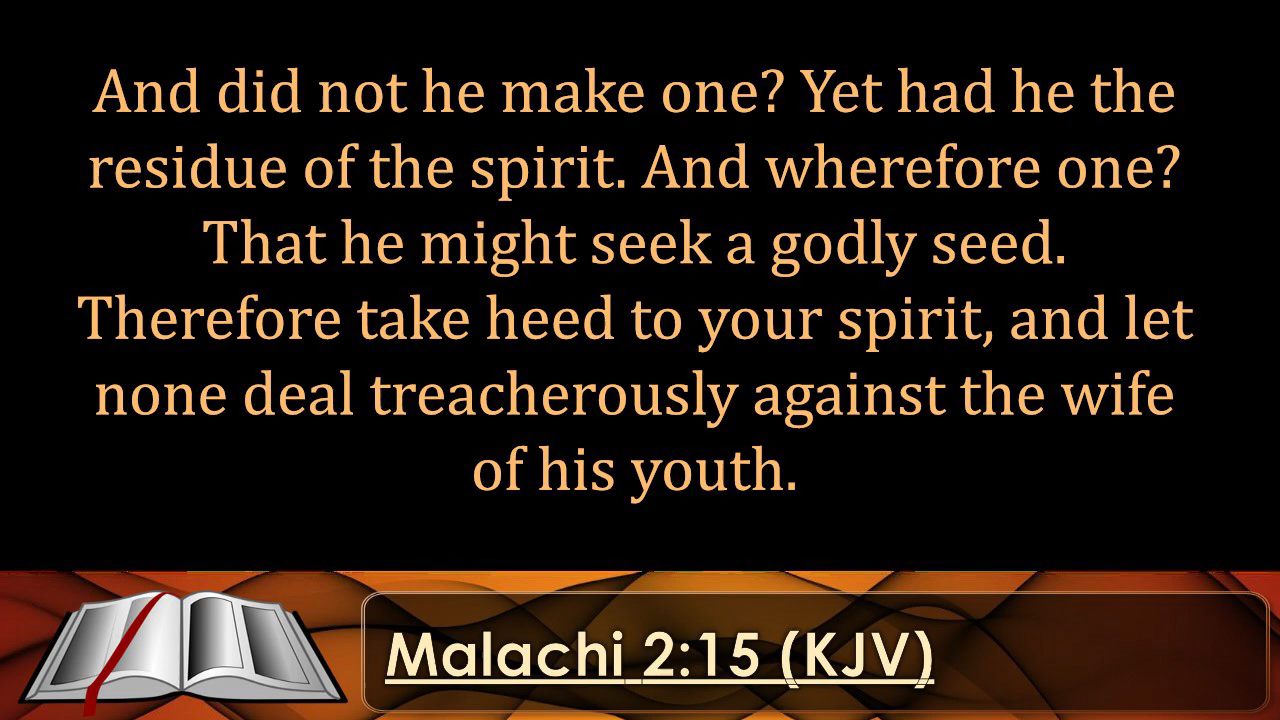 And did not he make one? Yet had he the
residue of the spirit. And wherefore one?
That he might seek a godly seed.
Therefore take heed to your spirit, and let
none deal treacherously against the wife
of his youth.
Malachi 2:15 (KJV)